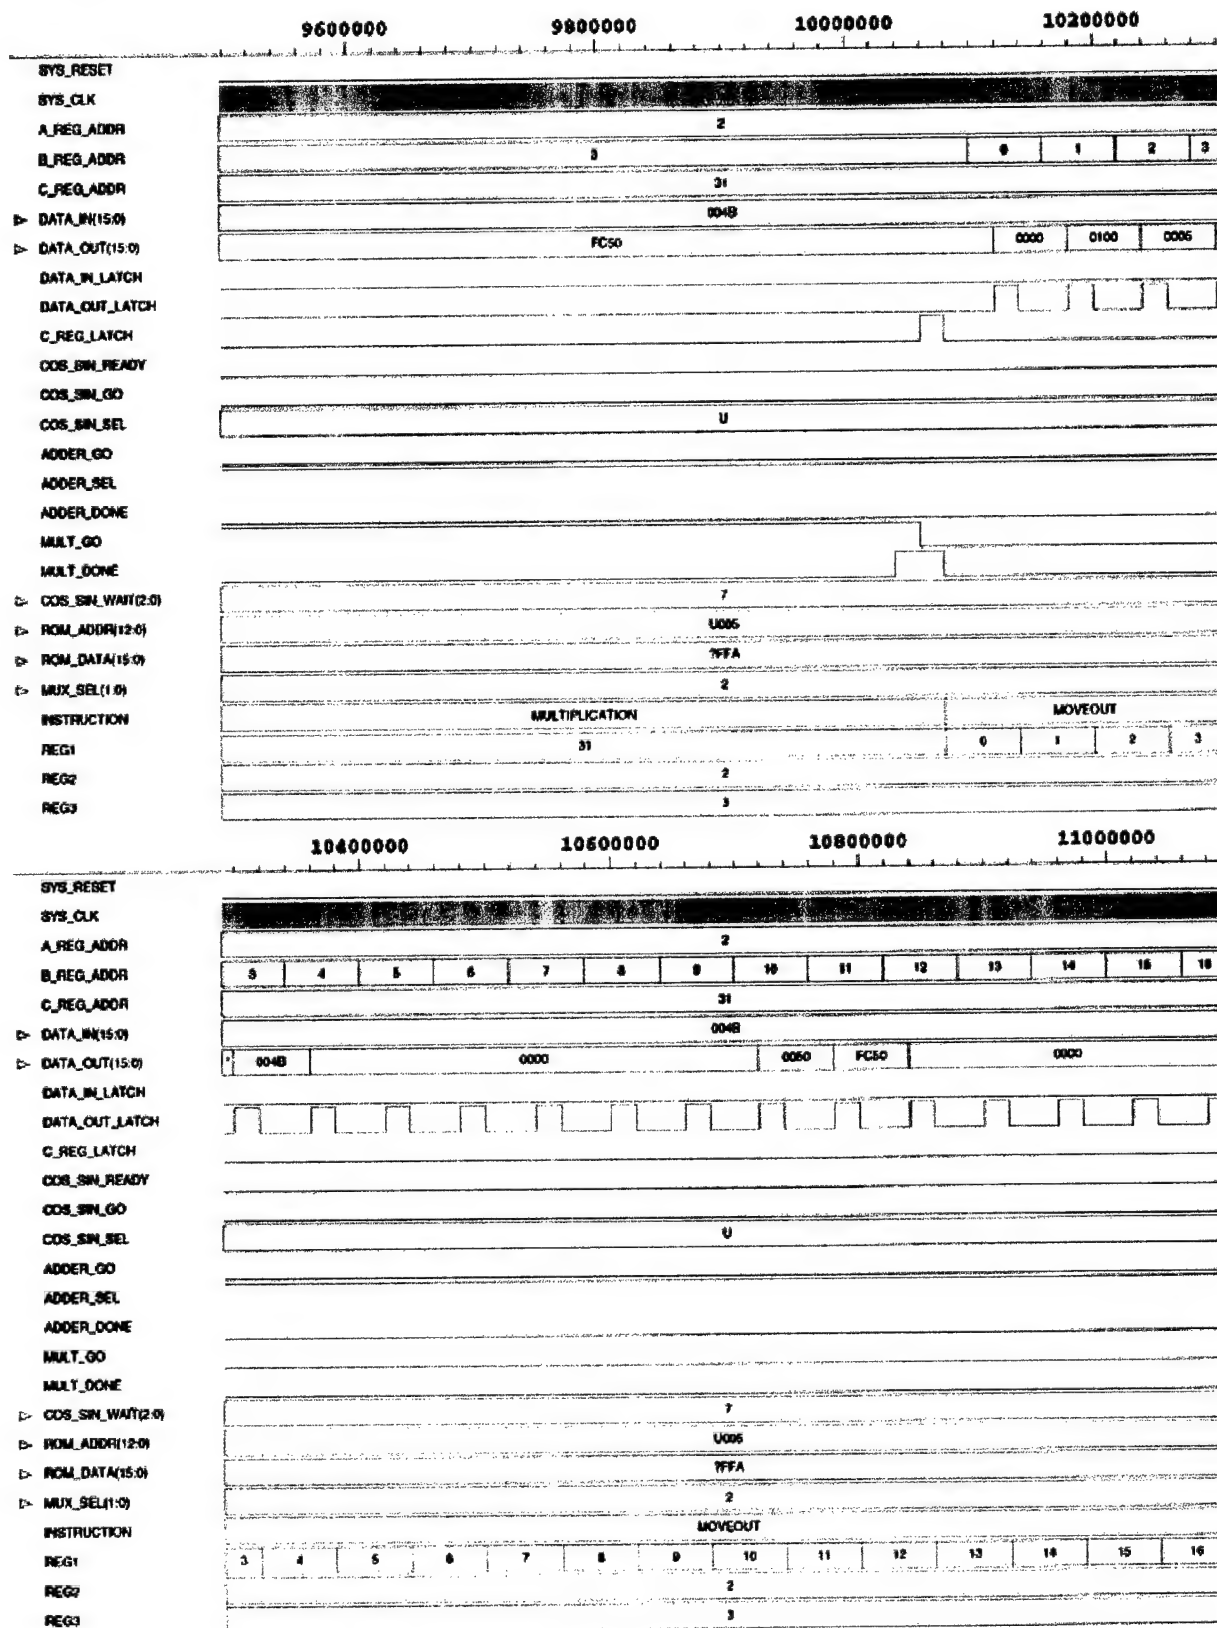 9600000 9800000 10000000 10200000
SYS_RESET
SYS_CLK
A_REG_ADDR 2
B_REG_ADDR 3 0 1 2 3
C_REG_ADDR 31
DATA_IN(15:0) 004B
DATA_OUT(15:0) FC50 0000 0100 0005
DATA_IN_LATCH
DATA_OUT_LATCH
C_REG_LATCH
COS_SIN_READY
COS_SIN_GO
COS_SIN_SEL U
ADDER_GO
ADDER_SEL
ADDER_DONE
MULT_GO
MULT_DONE
COS_SIN_WAIT(2:0) 7
ROM_ADDR(12:0) U005
ROM_DATA(15:0) ?FFA
MUX_SEL(1:0) 2
INSTRUCTION MULTIPLICATION MOVEOUT
REG1 31 0 1 2 3
REG2 2
REG3 3
10400000 10600000 10800000 11000000
SYS_RESET
SYS_CLK
A_REG_ADDR 2
B_REG_ADDR 3 4 5 6 7 8 9 10 11 12 13 14 15 16
C_REG_ADDR 31
DATA_IN(15:0) 004B
DATA_OUT(15:0) * 004B 0000 0050 FC50 0000
DATA_IN_LATCH
DATA_OUT_LATCH
C_REG_LATCH
COS_SIN_READY
COS_SIN_GO
COS_SIN_SEL U
ADDER_GO
ADDER_SEL
ADDER_DONE
MULT_GO
MULT_DONE
COS_SIN_WAIT(2:0) 7
ROM_ADDR(12:0) U005
ROM_DATA(15:0) ?FFA
MUX_SEL(1:0) 2
INSTRUCTION MOVEOUT
REG1 3 4 5 6 7 8 9 10 11 12 13 14 15 16
REG2 2
REG3 3